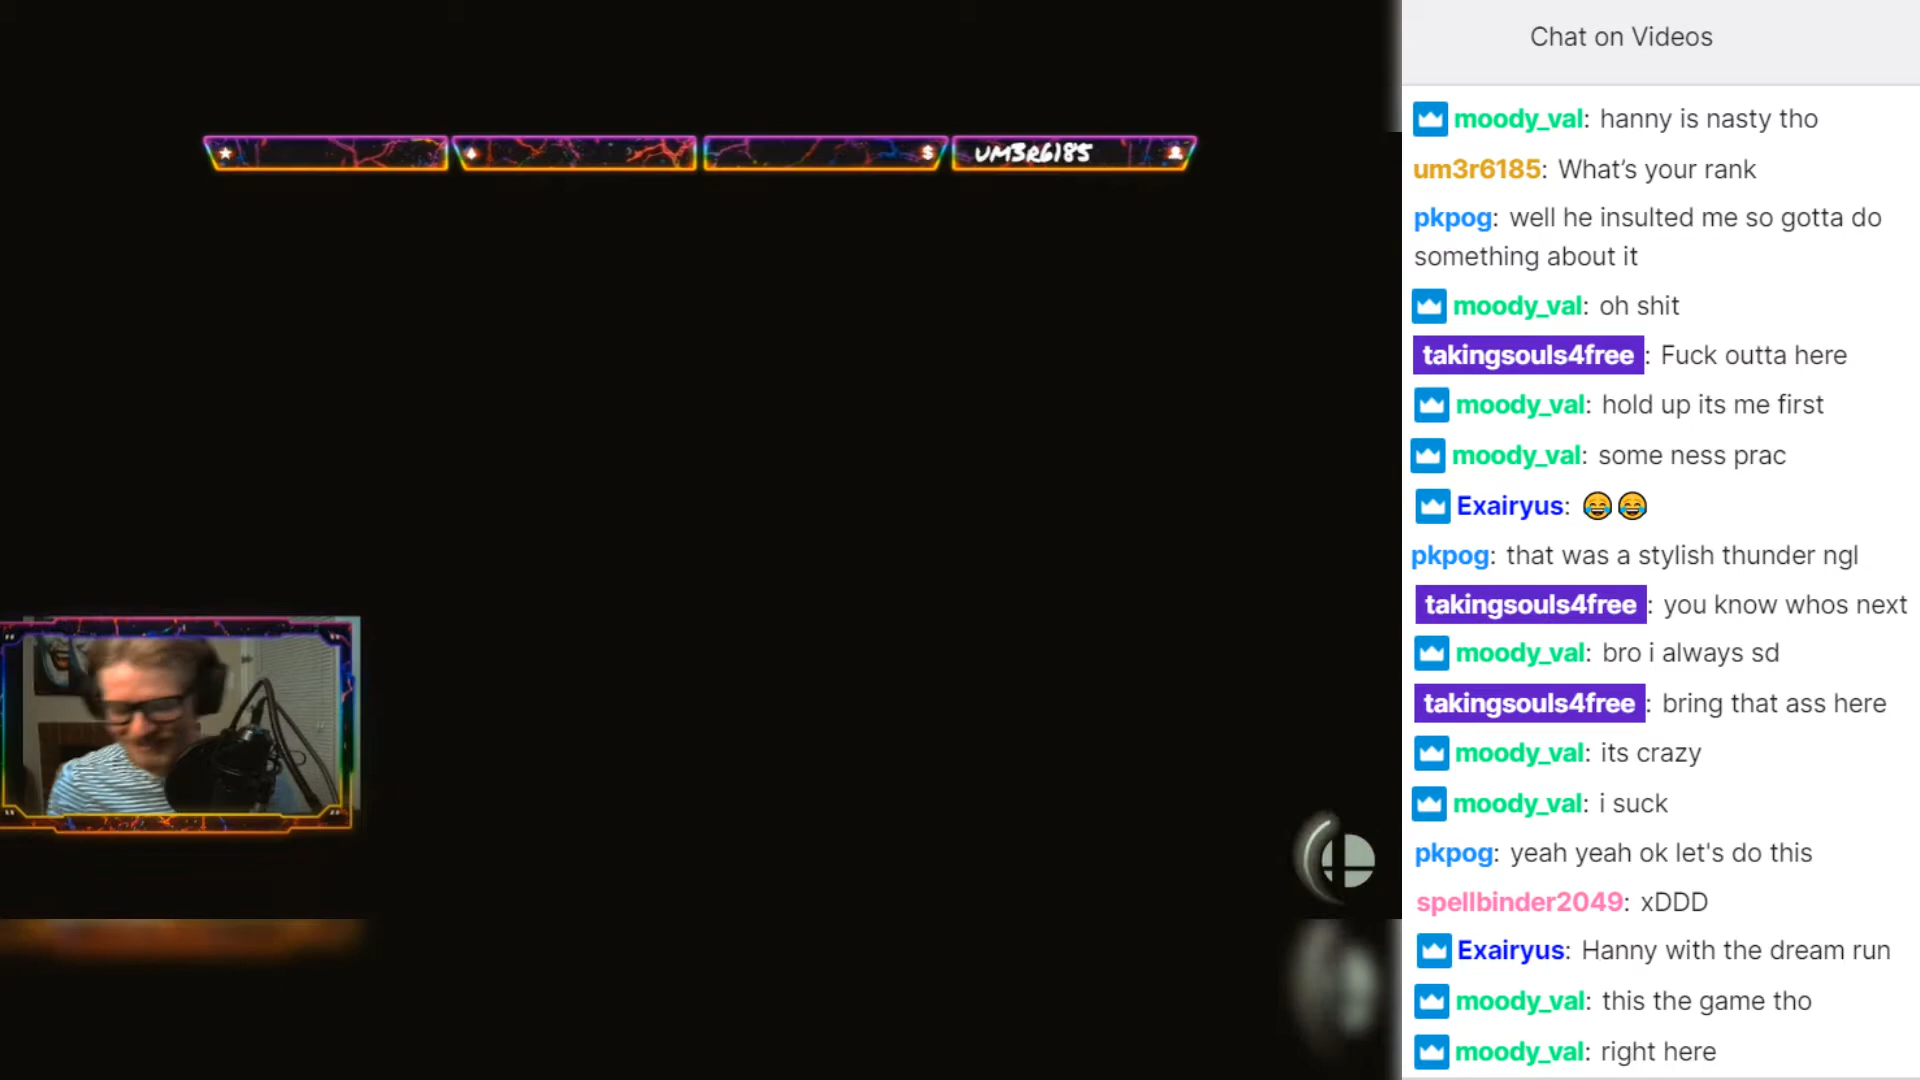 Chat on Videos
UM3R6185
moody_val: hanny is nasty tho
um3r6185: What’s your rank
pkpog: well he insulted me so gotta do
something about it
moody_val: oh shit
takingsouls4free: Fuck outta here
moody_val: hold up its me first
moody_val: some ness prac
Exairyus: 😂😂
pkpog: that was a stylish thunder ngl
takingsouls4free: you know whos next
moody_val: bro i always sd
takingsouls4free: bring that ass here
moody_val: its crazy
moody_val: i suck
pkpog: yeah yeah ok let's do this
spellbinder2049: xDDD
Exairyus: Hanny with the dream run
moody_val: this the game tho
moody_val: right here